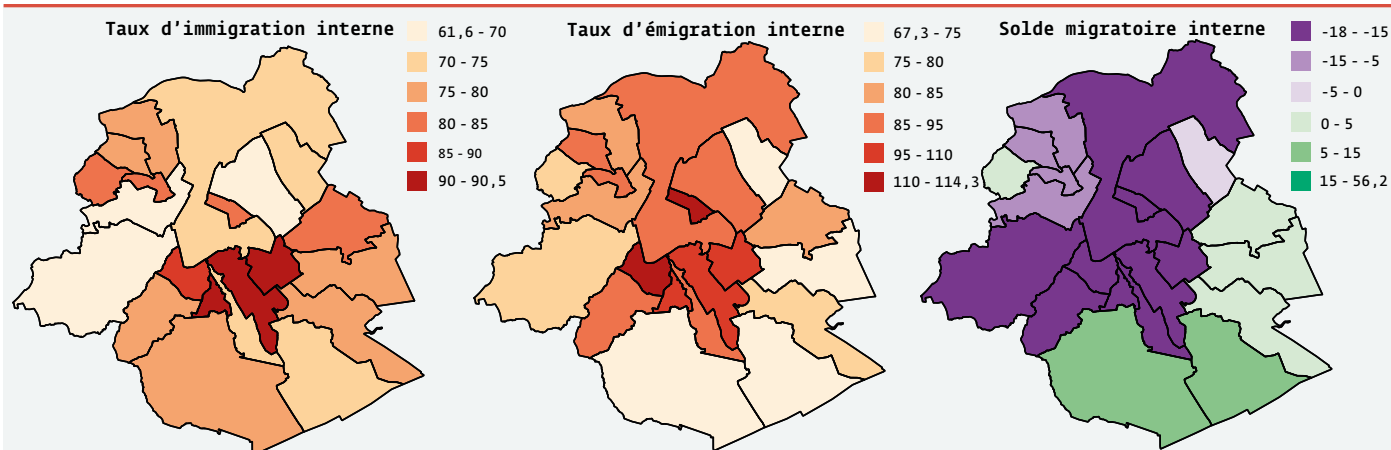 Taux d'immigration interne
61,6 - 70
70 - 75
75 - 80
80 - 85
85 - 90
90 - 90,5
Taux d'émigration interne
67,3 - 75
75 - 80
80 - 85
85 - 95
95 - 110
110 - 114,3
Solde migratoire interne
-18 - -15
-15 - -5
-5 - 0
0 - 5
5 - 15
15 - 56,2